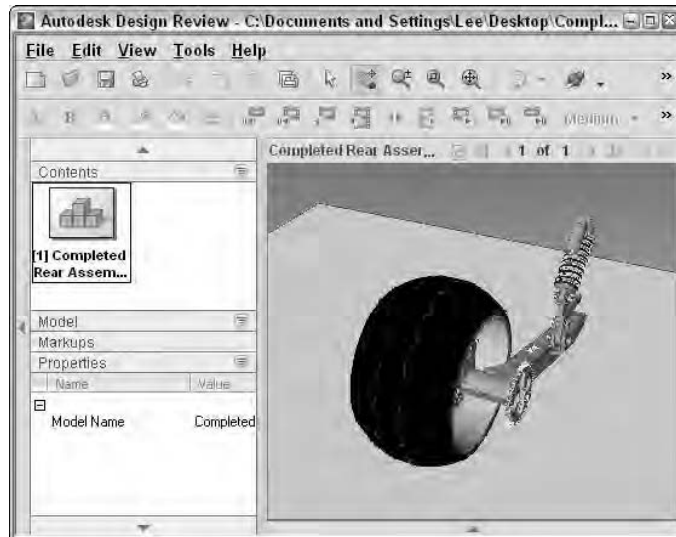 Autodesk Design Review - C:\Documents and Settings\Lee\Desktop\Compl...
File Edit View Tools Help
B
Medium
Completed Rear Asser... 1 of 1
Contents
[1] Completed
Rear Assem...
Model
Markups
Properties
Name Value
Model Name Completed